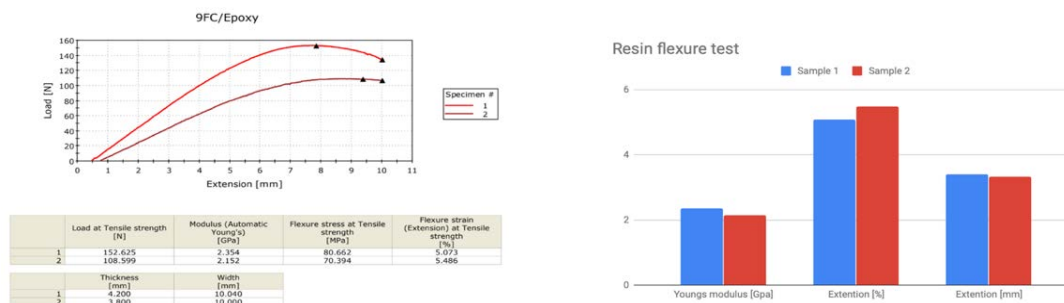 9FC/Epoxy
160
140
120
100
80
60
40
20
0
0 1 2 3 4 5 6 7 8 9 10 11
Load [N]
Extension [mm]
Specimen #
1
2
Load at Tensile strength [N] Modulus (Automatic Young's) [GPa] Flexure stress at Tensile strength [MPa] Flexure strain (Extension) at Tensile strength [%]
1 152.625 2.354 80.662 5.073
2 108.599 2.152 70.394 5.486
Thickness [mm] Width [mm]
1 4.200 10.040
2 3.800 10.000
Resin flexure test
Sample 1 Sample 2
6
4
2
0
Youngs modulus [Gpa] Extention [%] Extention [mm]